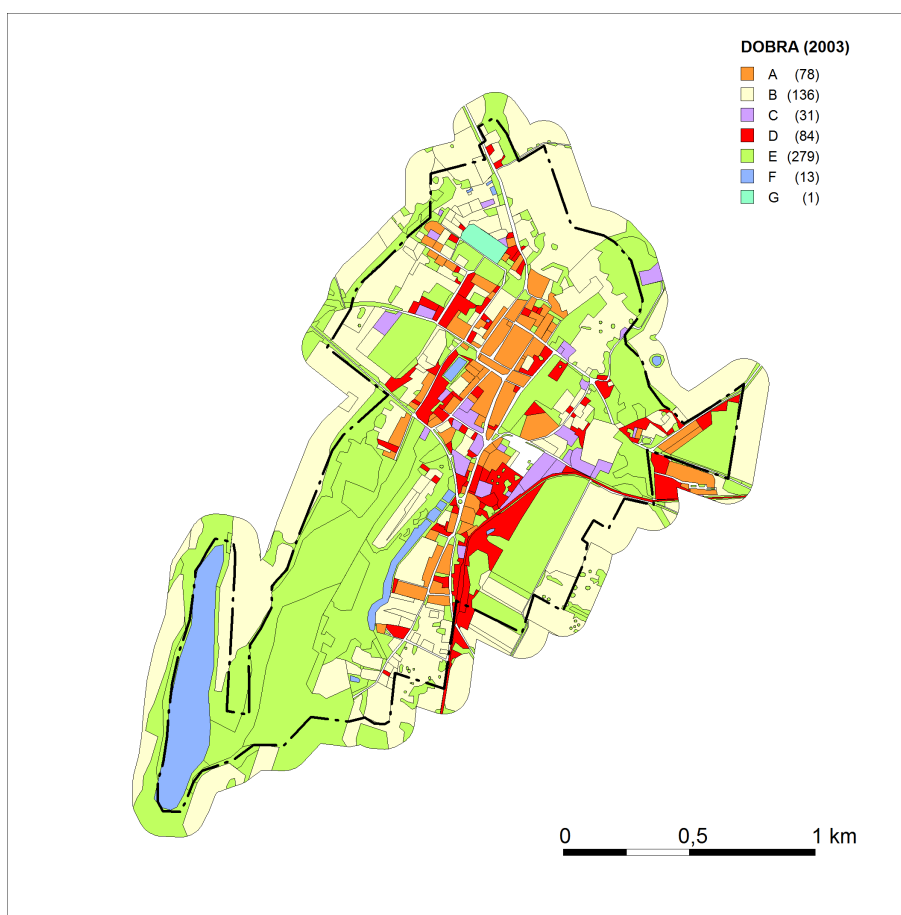 DOBRA (2003)
A (78)
B (136)
C (31)
D (84)
E (279)
F (13)
G (1)
0 0,5 1 km